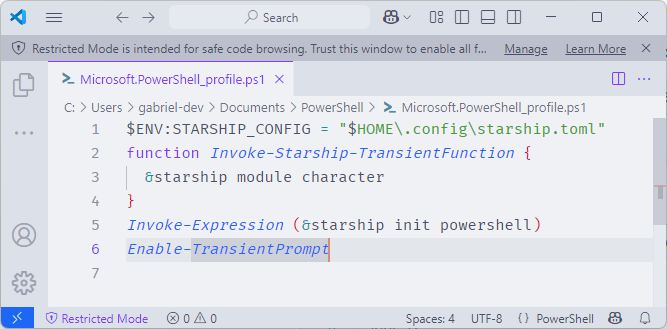 Search
Restricted Mode is intended for safe code browsing. Trust this window to enable all f... Manage Learn More
Microsoft.PowerShell_profile.ps1
C: > Users > gabriel-dev > Documents > PowerShell > Microsoft.PowerShell_profile.ps1
1 $ENV:STARSHIP_CONFIG = "$HOME\.config\starship.toml"
2 function Invoke-Starship-TransientFunction {
3 &starship module character
4 }
5 Invoke-Expression (&starship init powershell)
6 Enable-TransientPrompt
7
Restricted Mode 0 0 Spaces: 4 UTF-8 {} PowerShell